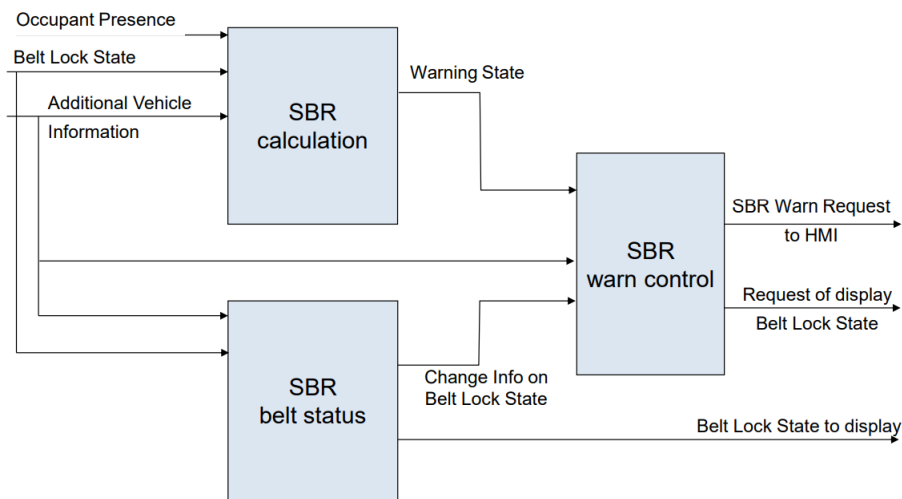 Occupant Presence
Belt Lock State
Additional Vehicle
Information
SBR
calculation
Warning State
SBR
warn control
SBR Warn Request
to HMI
Request of display
Belt Lock State
SBR
belt status
Change Info on
Belt Lock State
Belt Lock State to display